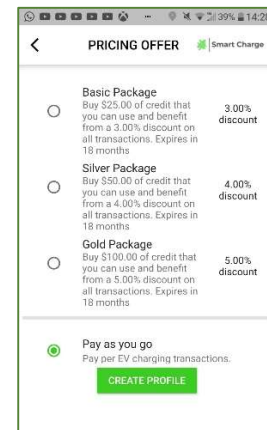 39% 14:28
PRICING OFFER Smart Charge
Basic Package
Buy $25.00 of credit that
you can use and benefit
from a 3.00% discount on
all transactions. Expires in
18 months
3.00%
discount
Silver Package
Buy $50.00 of credit that
you can use and benefit
from a 4.00% discount on
all transactions. Expires in
18 months
4.00%
discount
Gold Package
Buy $100.00 of credit that
you can use and benefit
from a 5.00% discount on
all transactions. Expires in
18 months
5.00%
discount
Pay as you go
Pay per EV charging transactions.
CREATE PROFILE